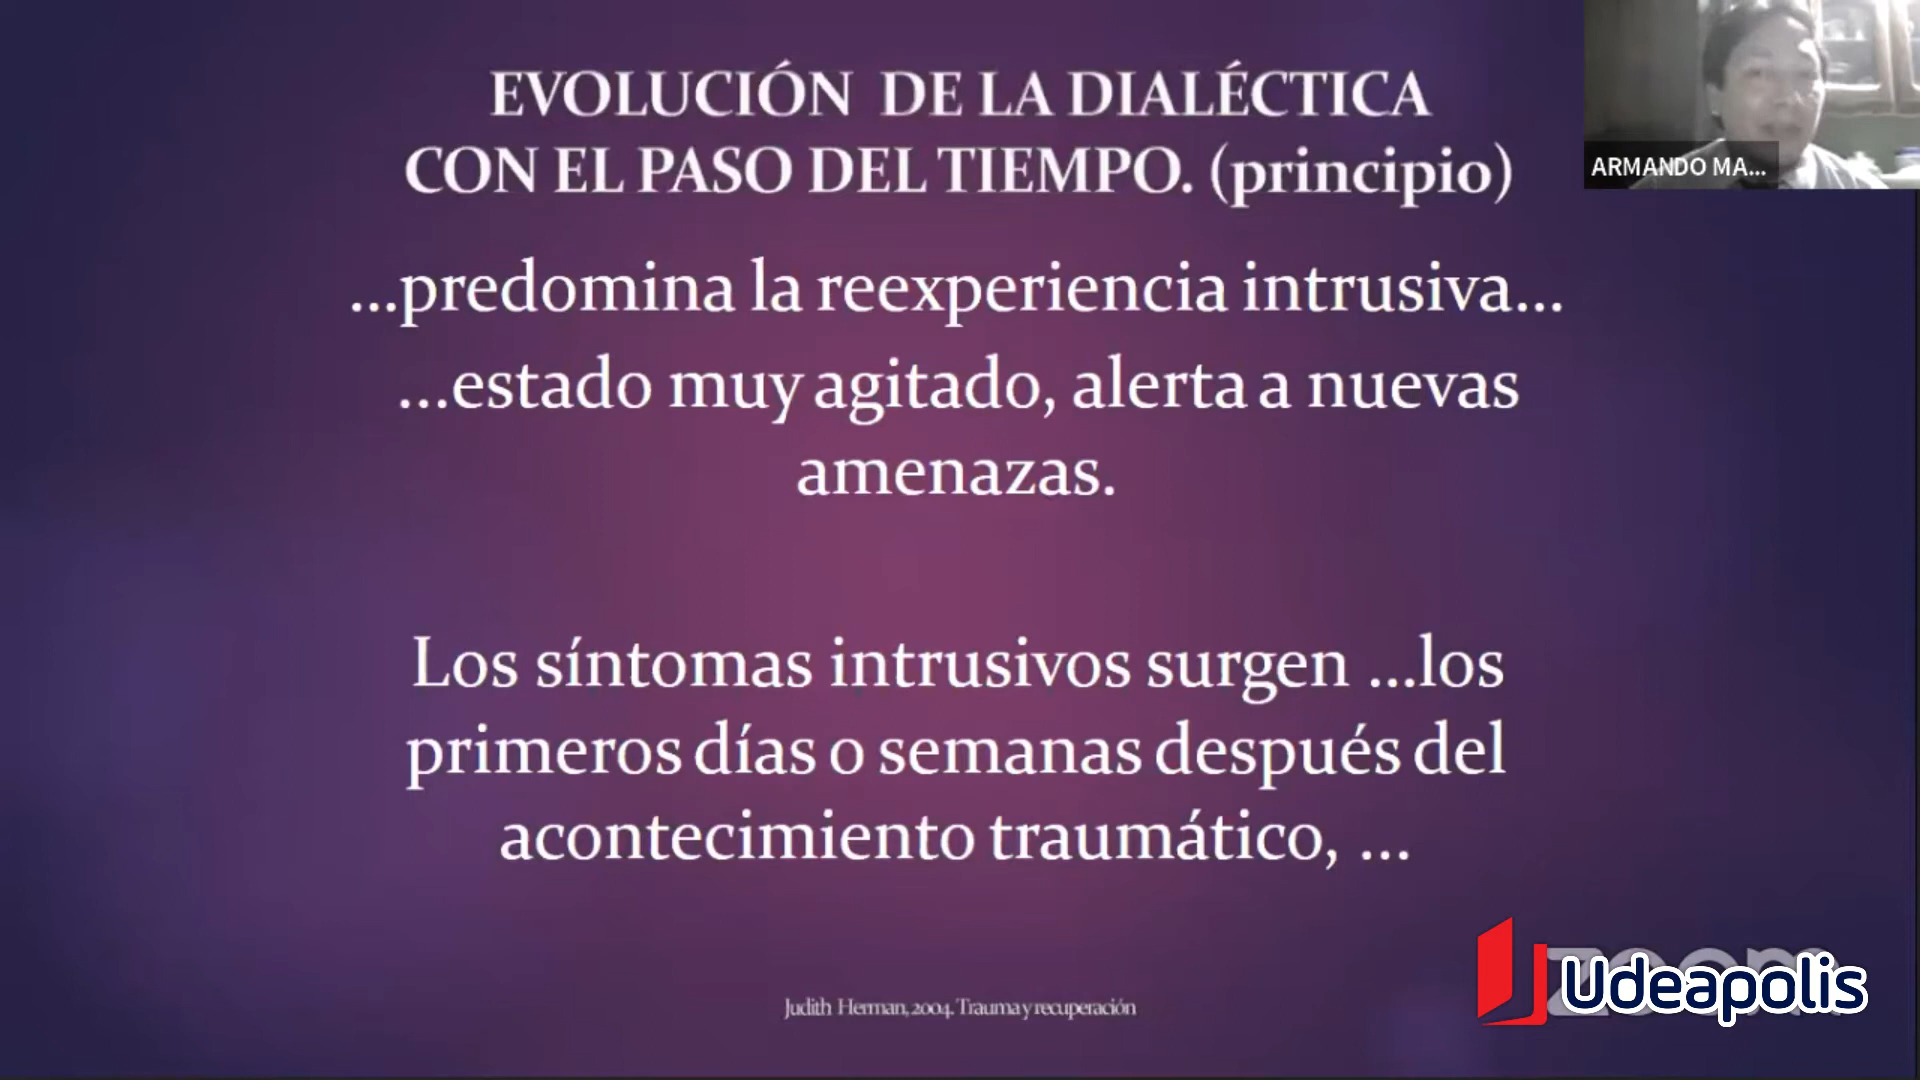 EVOLUCIÓN DE LA DIALÉCTICA
CON EL PASO DEL TIEMPO. (principio)
...predomina la reexperiencia intrusiva...
...estado muy agitado, alerta a nuevas
amenazas.
Los síntomas intrusivos surgen ...los
primeros días o semanas después del
acontecimiento traumático, ...
Judith Herman, 2004. Trauma y recuperación
ARMANDO MA...
zoom
Udeapolis